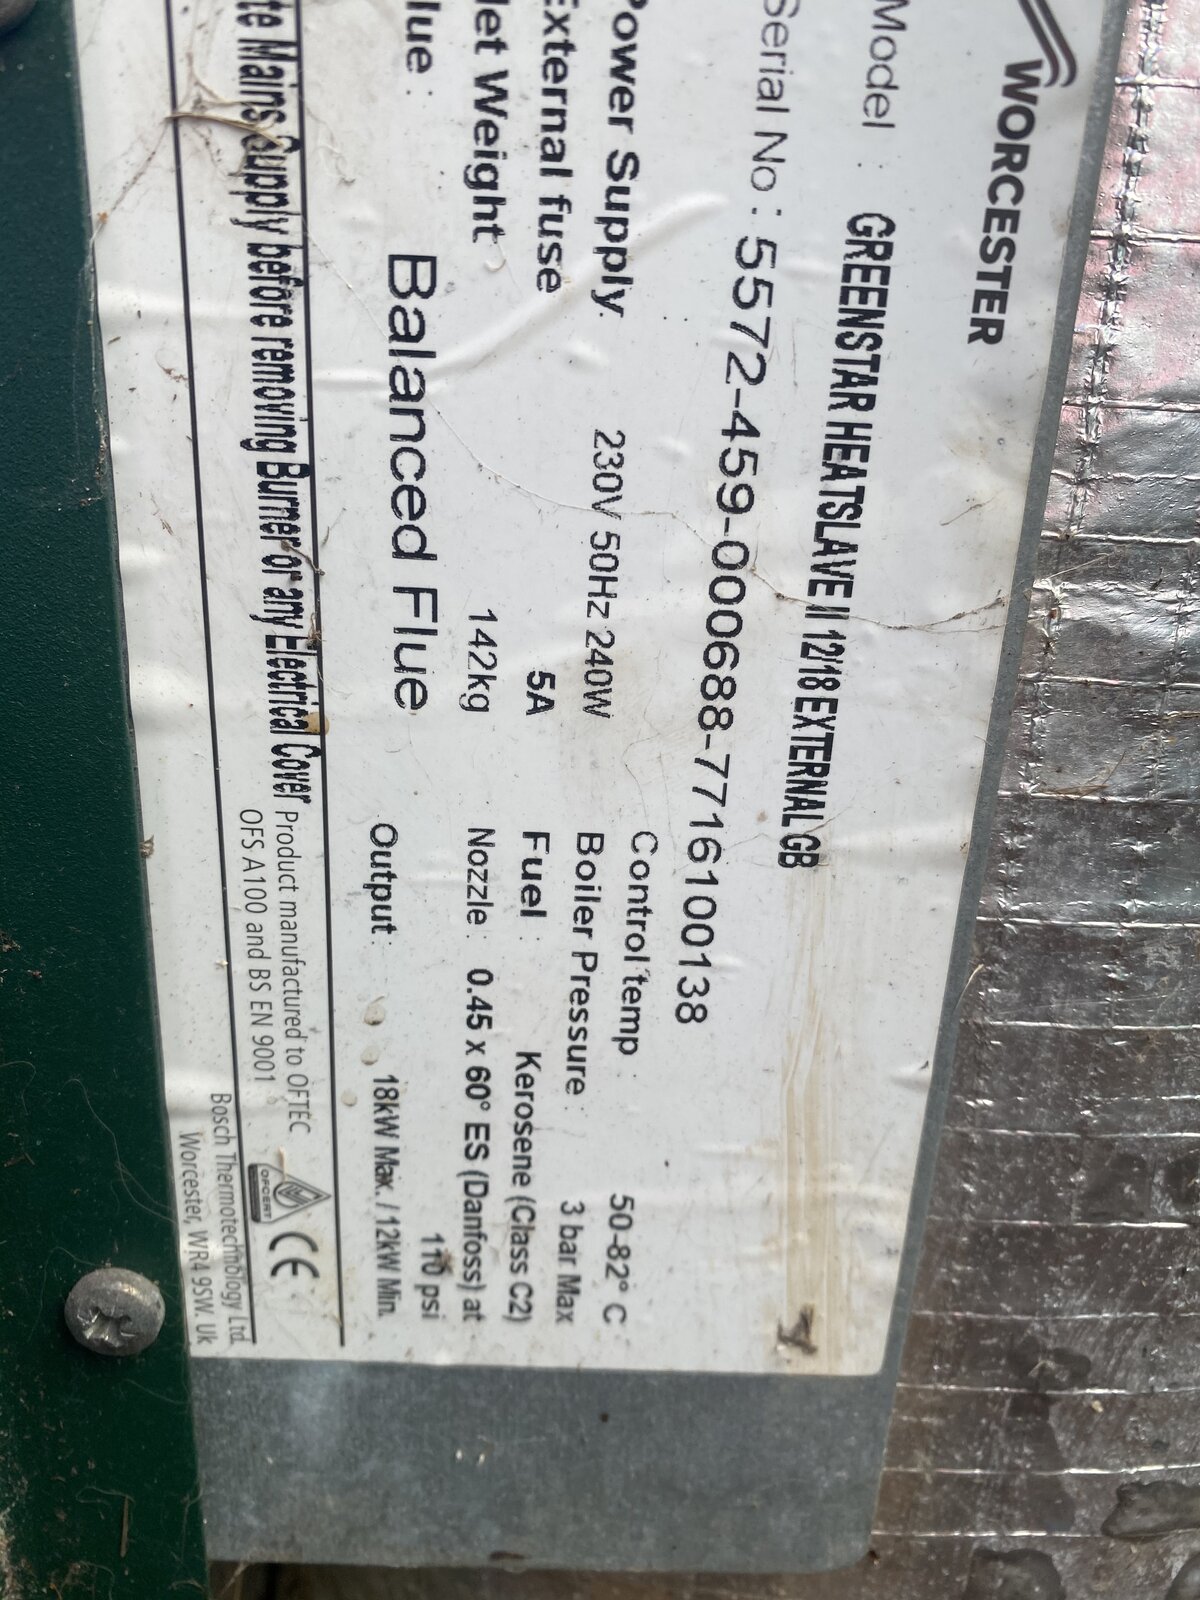 WORCESTER
Model : GREENSTAR HEATSLAVE II 12/18 EXTERNAL GB
Serial No : 5572-459-000688-7716100138
Power Supply. 230V 50Hz 240W
External fuse 5A
Net Weight 142kg
lue : Balanced Flue
Control temp : 50-82° C
Boiler Pressure : 3 bar Max
Fuel : Kerosene (Class C2)
Nozzle : 0.45 x 60° ES (Danfoss) at
110 psi
Output : 18kW Max. / 12kW Min.
te Mains Supply before removing Burner or any Electrical Cover
Product manufactured to OFTEC
OFS A100 and BS EN 9001
OFCERT CE
Bosch Thermotechnology Ltd.
Worcester, WR4 9SW. Uk